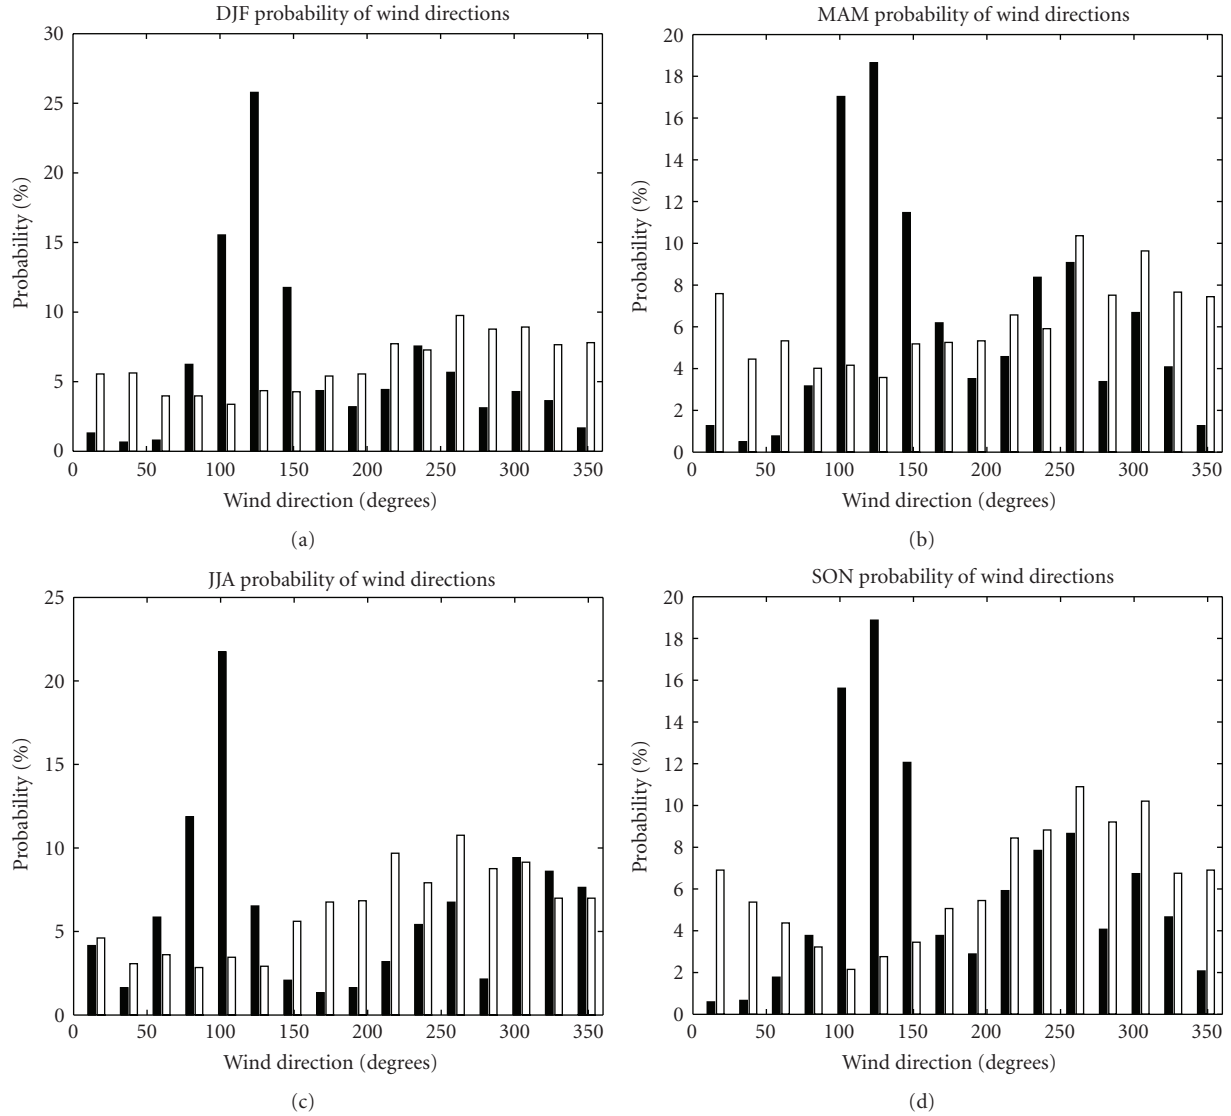 DJF probability of wind directions
30
25
20
15
10
5
0
Probability (%)
0 50 100 150 200 250 300 350
Wind direction (degrees)
(a)
MAM probability of wind directions
20
18
16
14
12
10
8
6
4
2
0
Probability (%)
0 50 100 150 200 250 300 350
Wind direction (degrees)
(b)
JJA probability of wind directions
25
20
15
10
5
0
Probability (%)
0 50 100 150 200 250 300 350
Wind direction (degrees)
(c)
SON probability of wind directions
20
18
16
14
12
10
8
6
4
2
0
Probability (%)
0 50 100 150 200 250 300 350
Wind direction (degrees)
(d)